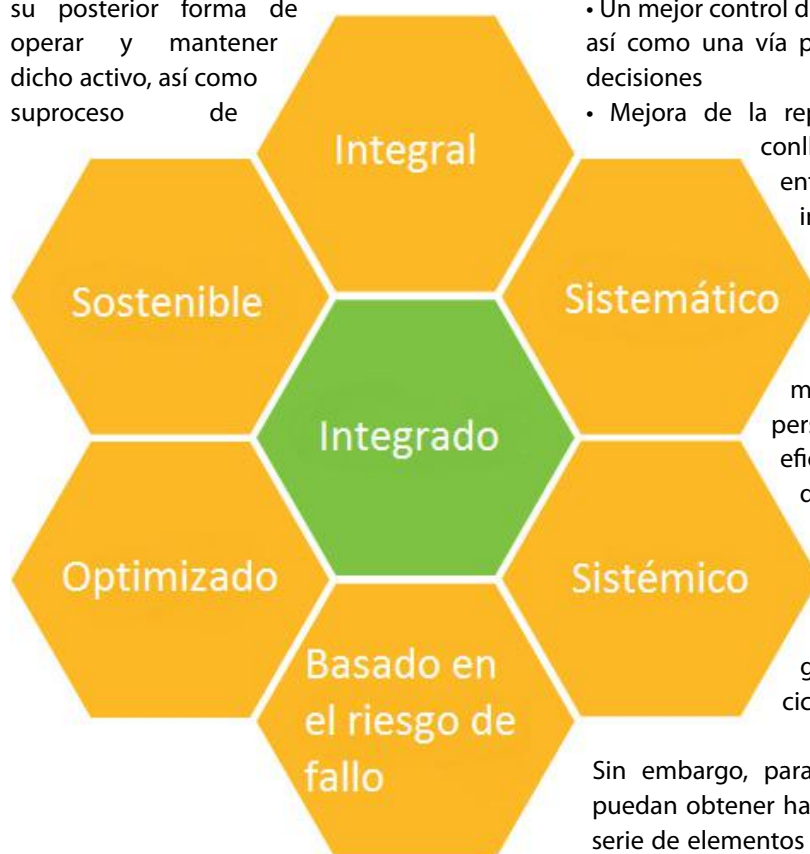 su posterior forma de
operar y mantener
dicho activo, así como
suproceso de
Integral
Sostenible
Sistemático
Integrado
Optimizado
Sistémico
Basado en
el riesgo de
fallo
• Un mejor control d
así como una vía p
decisiones
• Mejora de la rep
conll
ent
in
m
pers
efic
g
cic
Sin embargo, para
puedan obtener ha
serie de elementos